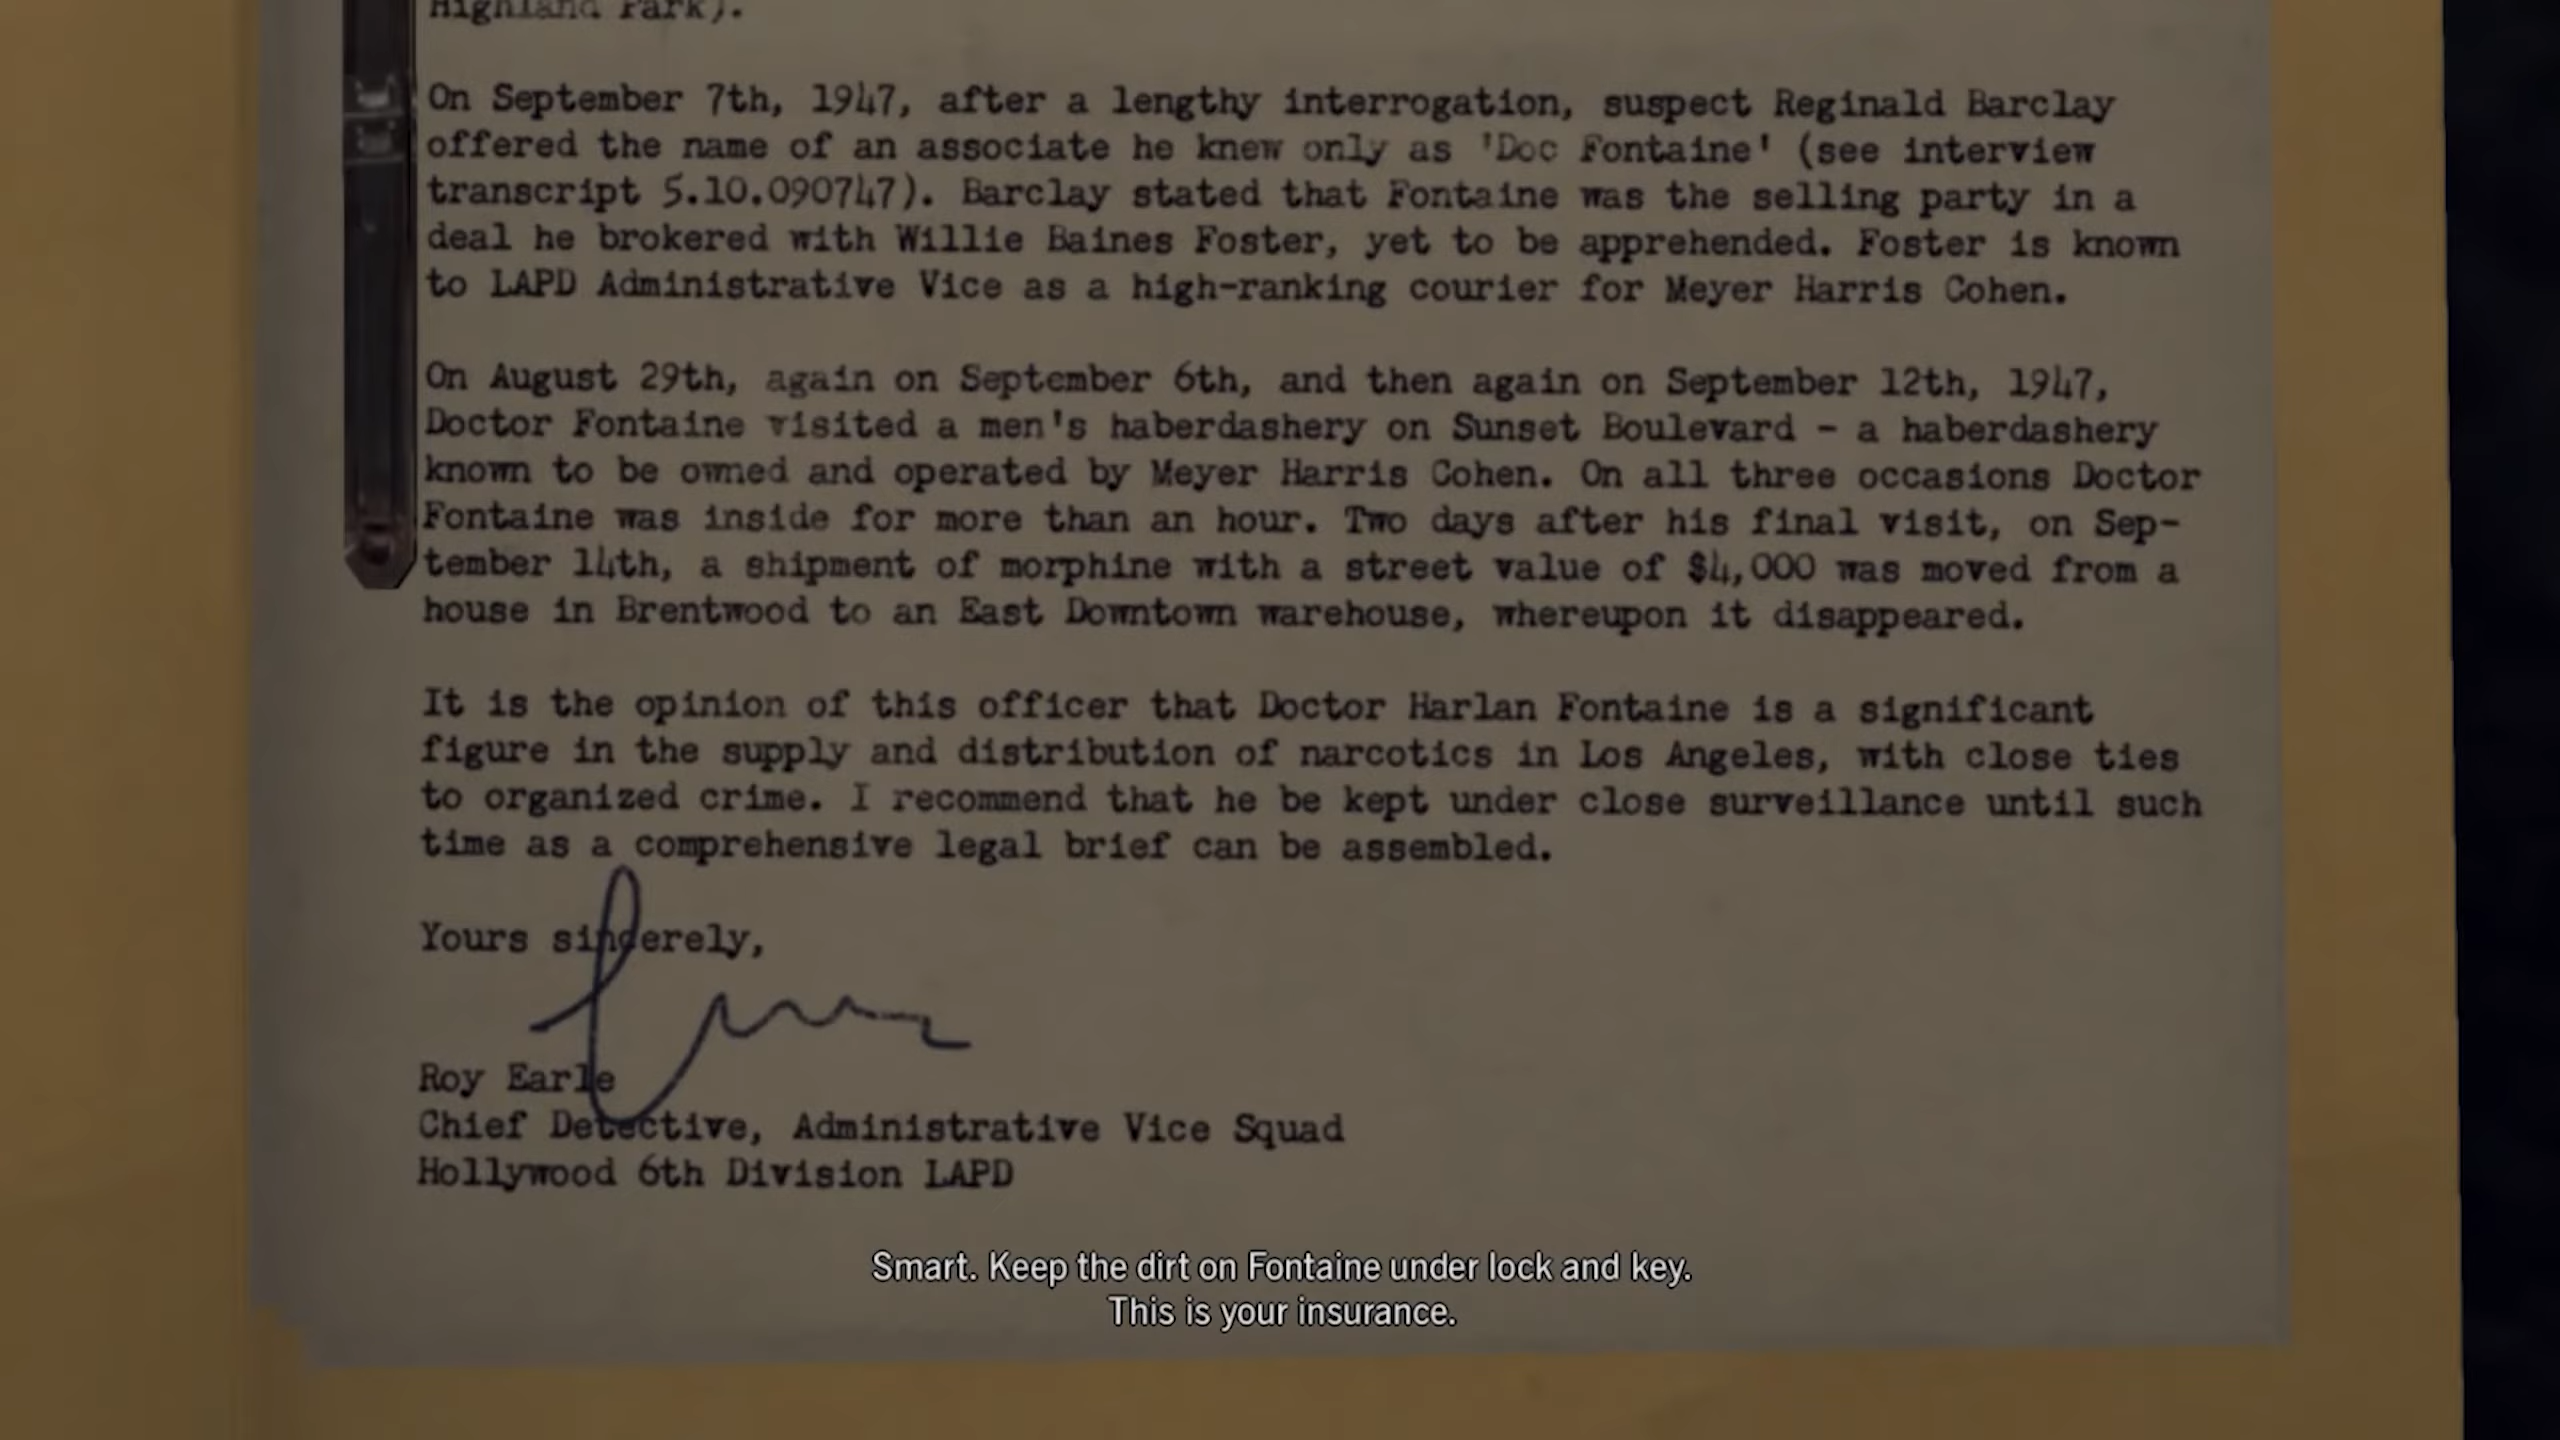 Highland Park).
On September 7th, 1947, after a lengthy interrogation, suspect Reginald Barclay
offered the name of an associate he knew only as 'Doc Fontaine' (see interview
transcript 5.10.090747). Barclay stated that Fontaine was the selling party in a
deal he brokered with Willie Baines Foster, yet to be apprehended. Foster is known
to LAPD Administrative Vice as a high-ranking courier for Meyer Harris Cohen.
On August 29th, again on September 6th, and then again on September 12th, 1947,
Doctor Fontaine visited a men's haberdashery on Sunset Boulevard - a haberdashery
known to be owned and operated by Meyer Harris Cohen. On all three occasions Doctor
Fontaine was inside for more than an hour. Two days after his final visit, on Sep-
tember 14th, a shipment of morphine with a street value of $4,000 was moved from a
house in Brentwood to an East Downtown warehouse, whereupon it disappeared.
It is the opinion of this officer that Doctor Harlan Fontaine is a significant
figure in the supply and distribution of narcotics in Los Angeles, with close ties
to organized crime. I recommend that he be kept under close surveillance until such
time as a comprehensive legal brief can be assembled.
Yours sincerely,
Roy Earle
Chief Detective, Administrative Vice Squad
Hollywood 6th Division LAPD
Smart. Keep the dirt on Fontaine under lock and key.
This is your insurance.